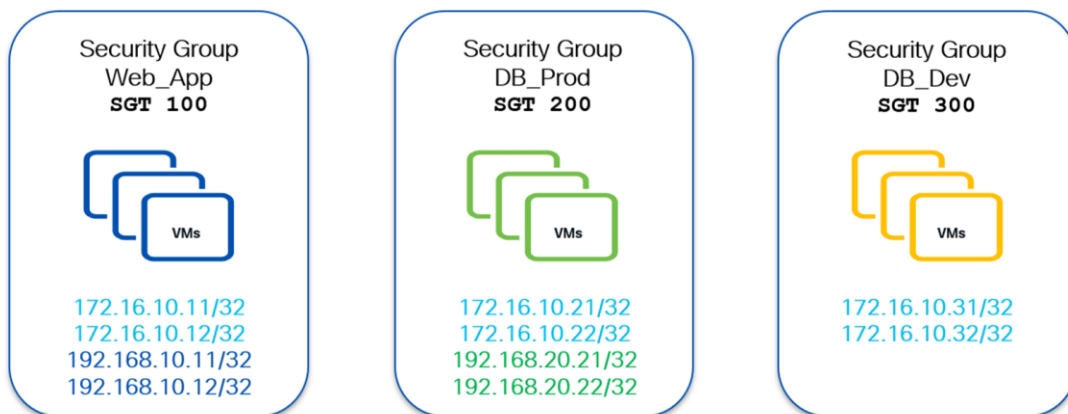 Security Group
Web_App
SGT 100
VMs
172.16.10.11/32
172.16.10.12/32
192.168.10.11/32
192.168.10.12/32
Security Group
DB_Prod
SGT 200
VMs
172.16.10.21/32
172.16.10.22/32
192.168.20.21/32
192.168.20.22/32
Security Group
DB_Dev
SGT 300
VMs
172.16.10.31/32
172.16.10.32/32